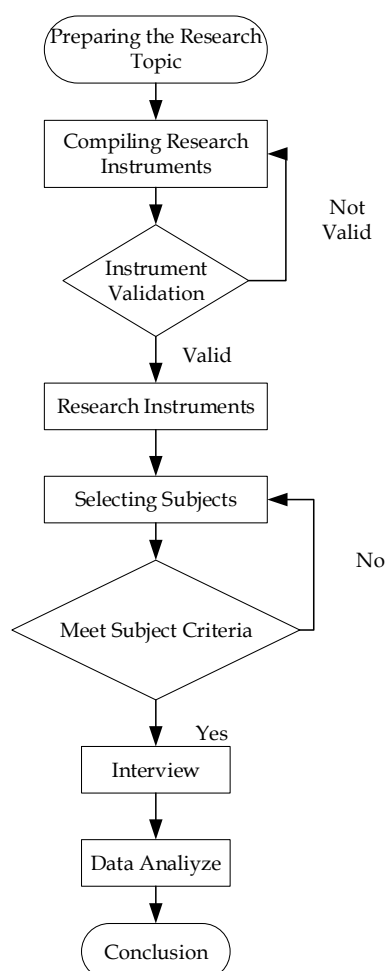 Preparing the Research
Topic
Compiling Research
Instruments
Not
Valid
Instrument
Validation
Valid
Research Instruments
Selecting Subjects
No
Meet Subject Criteria
Yes
Interview
Data Analiyze
Conclusion